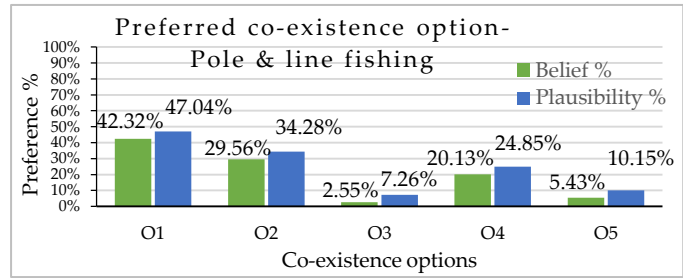 Preferred co-existence option-
Pole & line fishing
Preference %
100%
90%
80%
70%
60%
50%
40%
30%
20%
10%
0%
Belief %
Plausibility %
42.32%
47.04%
29.56%
34.28%
2.55%
7.26%
20.13%
24.85%
5.43%
10.15%
O1
O2
O3
O4
O5
Co-existence options